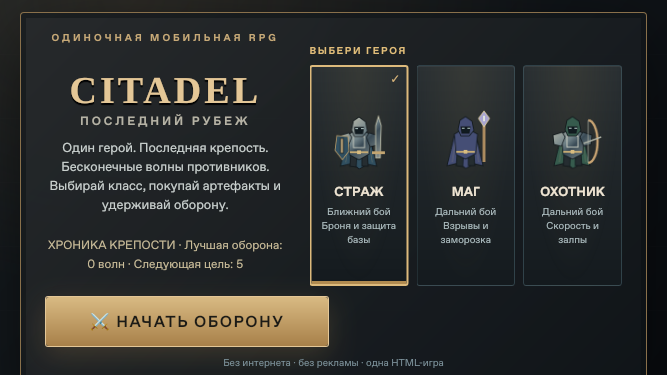 ОДИНОЧНАЯ МОБИЛЬНАЯ RPG
CITADEL
ПОСЛЕДНИЙ РУБЕЖ
Один герой. Последняя крепость.
Бесконечные волны противников.
Выбирай класс, покупай артефакты и
удерживай оборону.
ХРОНИКА КРЕПОСТИ · Лучшая оборона:
0 волн · Следующая цель: 5
ВЫБЕРИ ГЕРОЯ
✓
СТРАЖ
Ближний бой
Броня и защита
базы
МАГ
Дальний бой
Взрывы и
заморозка
ОХОТНИК
Дальний бой
Скорость и
залпы
⚔️ НАЧАТЬ ОБОРОНУ
Без интернета · без рекламы · одна HTML-игра